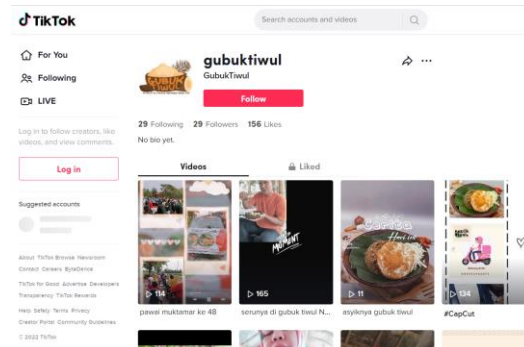 TikTok
Search accounts and videos
For You
Following
LIVE
Log in to follow creators, like
videos, and view comments.
Log in
Suggested accounts
About TikTok Browse Newsroom
Contact Careers ByteDance
TikTok for Good Advertise Developers
Transparency TikTok Rewards
Help Safety Terms Privacy
Creator Portal Community Guidelines
© 2023 TikTok
GUBUK
TIWUL
gubuktiwul
GubukTiwul
Follow
29 Following 29 Followers 156 Likes
No bio yet.
Videos
Liked
114
MOMENT
165
11
134
pawai muktamar ke 48
serunya di gubuk tiwul N...
asyiknya gubuk tiwul
#CapCut